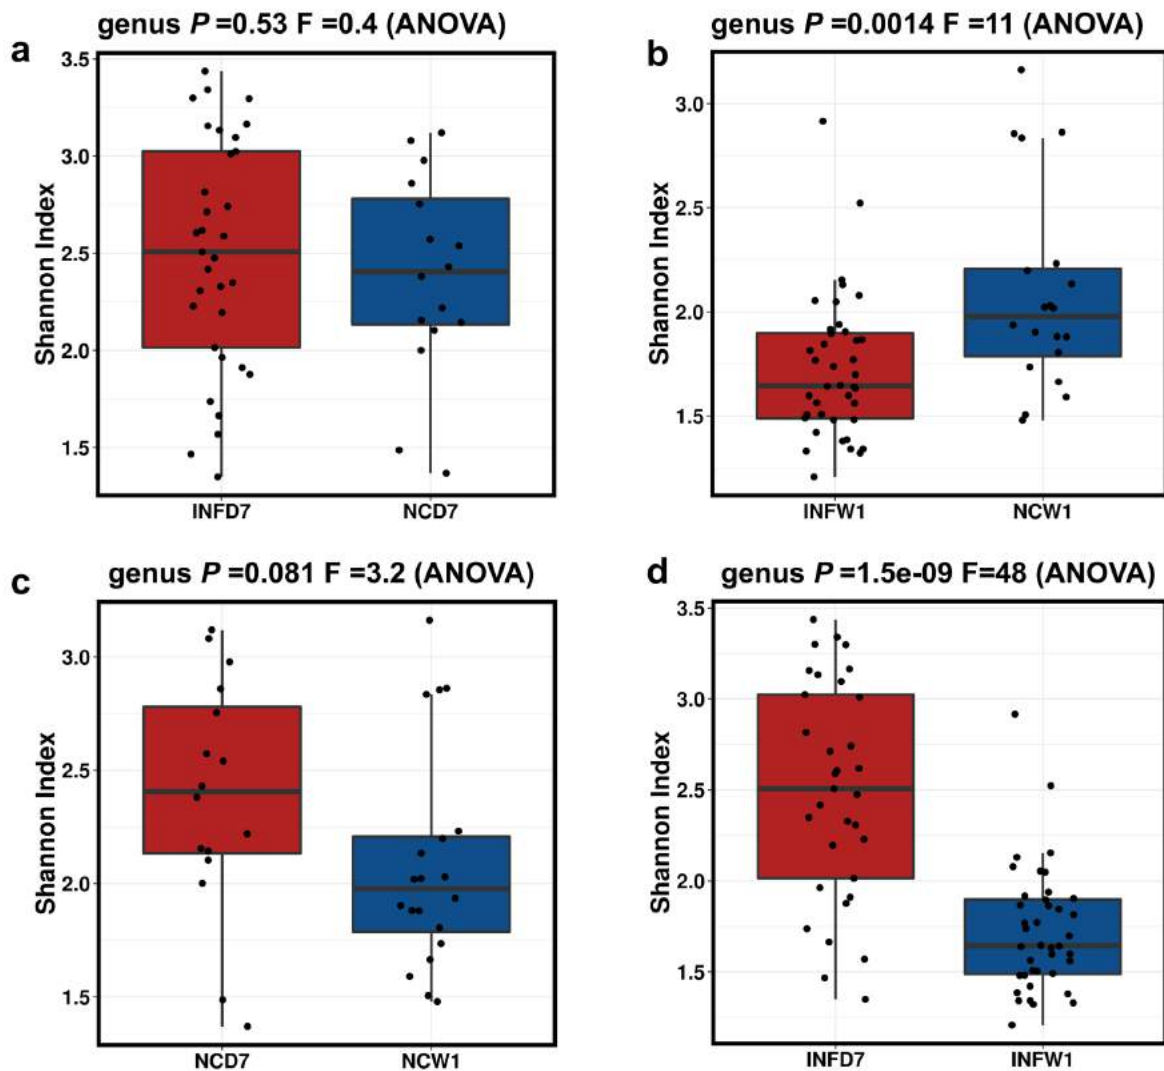 a
genus P =0.53 F =0.4 (ANOVA)
Shannon Index
3.5
3.0
2.5
2.0
1.5
INFD7 NCD7
b
genus P =0.0014 F =11 (ANOVA)
Shannon Index
3.0
2.5
2.0
1.5
INFW1 NCW1
c
genus P =0.081 F =3.2 (ANOVA)
Shannon Index
3.0
2.5
2.0
1.5
NCD7 NCW1
d
genus P =1.5e-09 F=48 (ANOVA)
Shannon Index
3.5
3.0
2.5
2.0
1.5
INFD7 INFW1